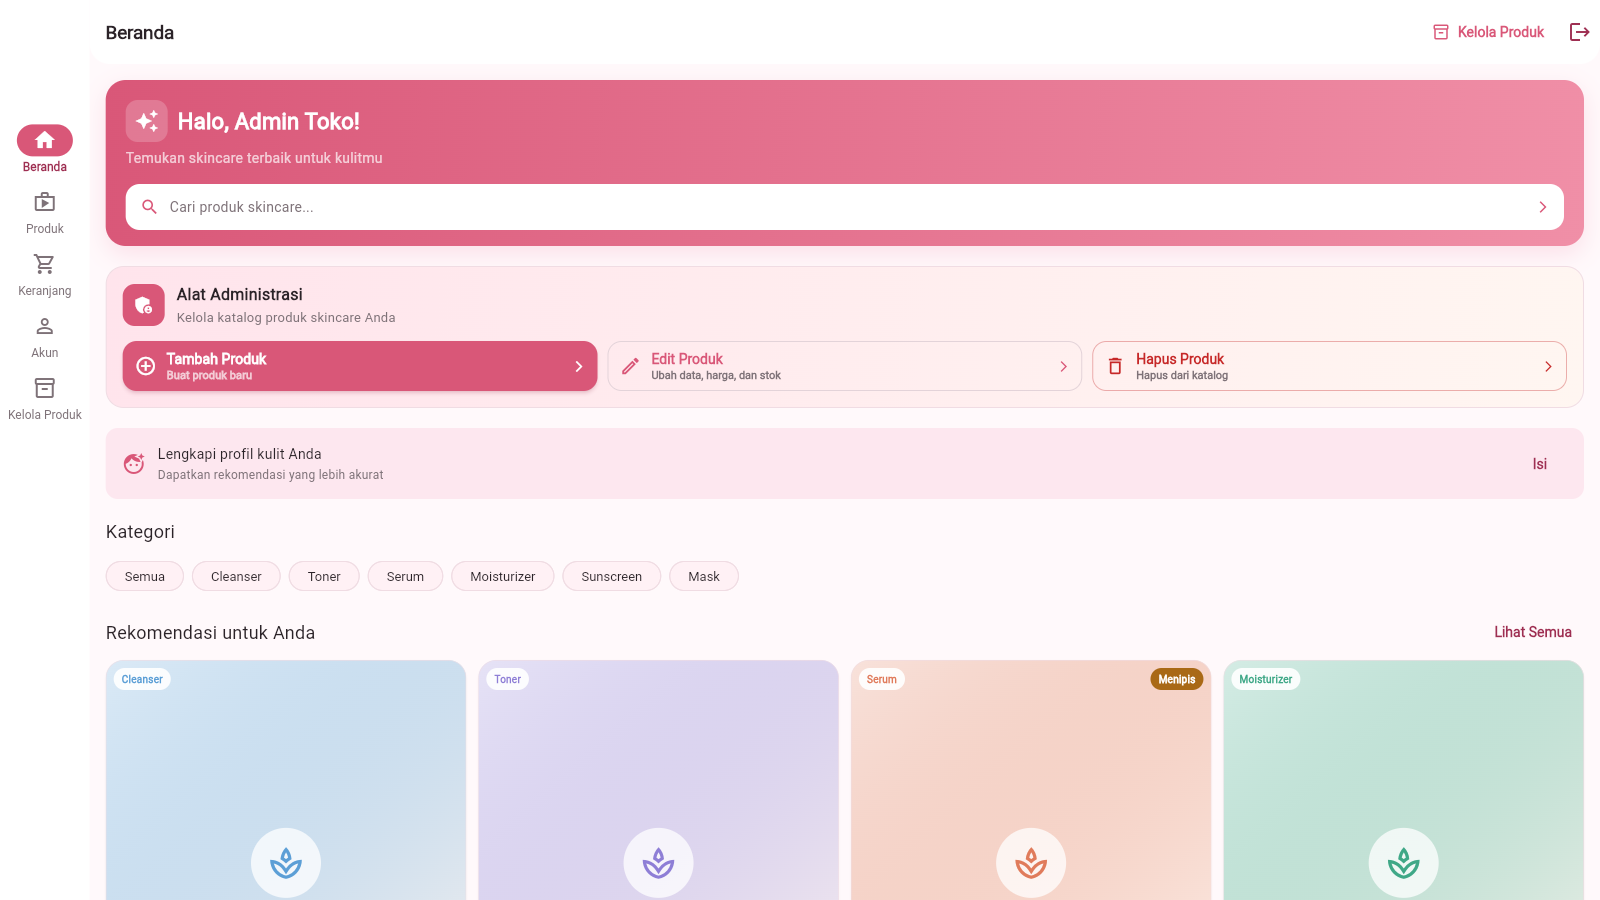 Beranda
Kelola Produk
Beranda
Produk
Keranjang
Akun
Kelola Produk
Halo, Admin Toko!
Temukan skincare terbaik untuk kulitmu
Cari produk skincare...
Alat Administrasi
Kelola katalog produk skincare Anda
Tambah Produk
Buat produk baru
Edit Produk
Ubah data, harga, dan stok
Hapus Produk
Hapus dari katalog
Lengkapi profil kulit Anda
Dapatkan rekomendasi yang lebih akurat
Isi
Kategori
Semua
Cleanser
Toner
Serum
Moisturizer
Sunscreen
Mask
Rekomendasi untuk Anda
Lihat Semua
Cleanser
Toner
Serum
Menipis
Moisturizer